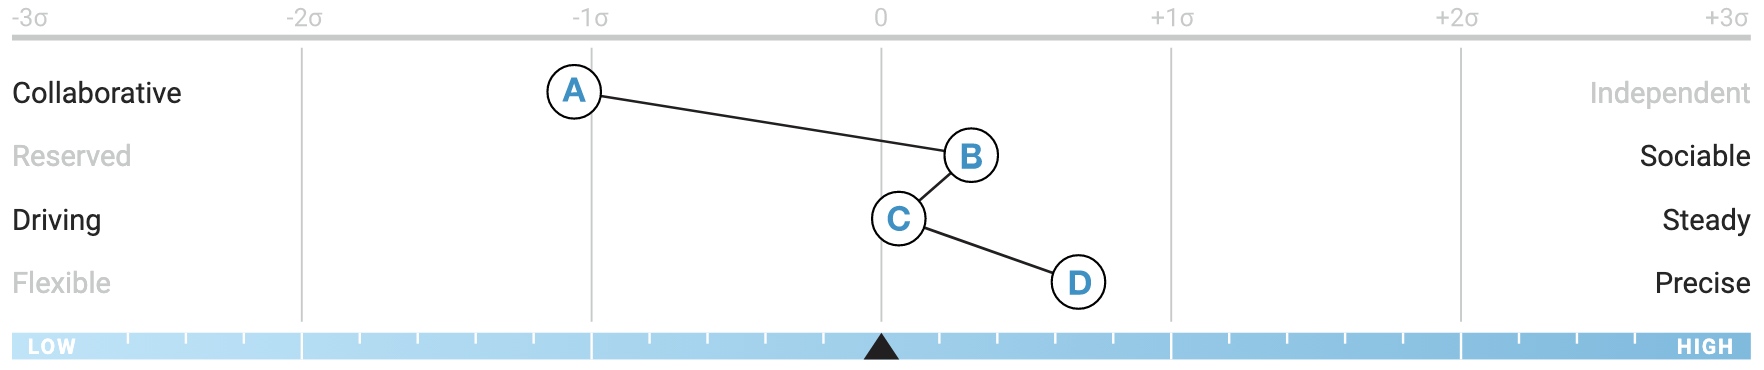 -3σ -2σ -1σ 0 +1σ +2σ +3σ
Collaborative A Independent
Reserved B Sociable
Driving C Steady
Flexible D Precise
LOW HIGH